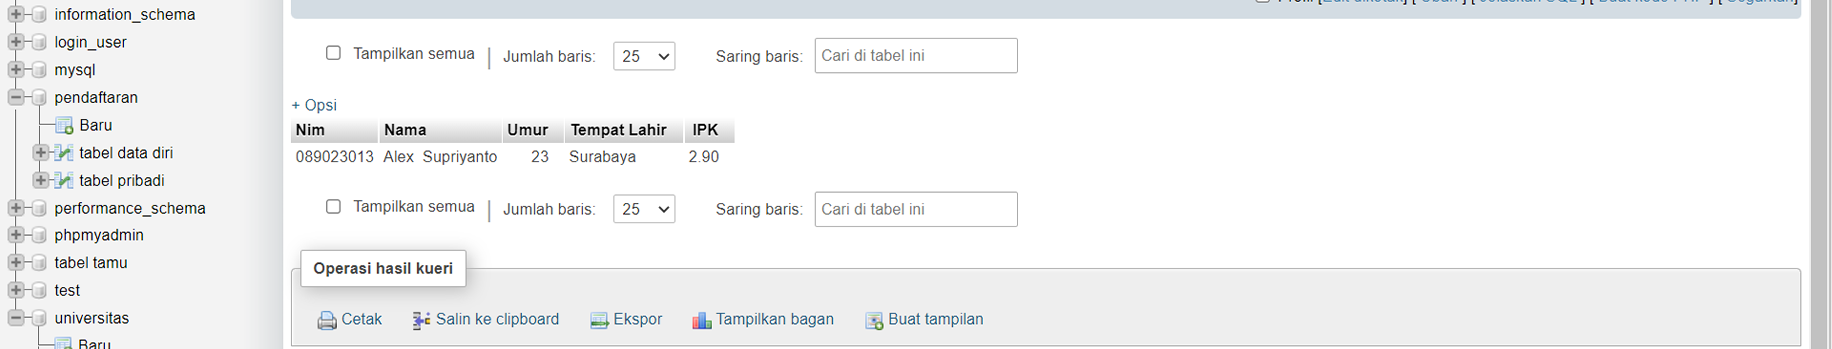 information_schema
login_user
mysql
pendaftaran
Baru
tabel data diri
tabel pribadi
performance_schema
phpmyadmin
tabel tamu
test
universitas
Baru
Tampilkan semua | Jumlah baris: 25 Saring baris: Cari di tabel ini
+ Opsi
Nim Nama Umur Tempat Lahir IPK
089023013 Alex Supriyanto 23 Surabaya 2.90
Tampilkan semua | Jumlah baris: 25 Saring baris: Cari di tabel ini
Operasi hasil kueri
Cetak Salin ke clipboard Ekspor Tampilkan bagan Buat tampilan